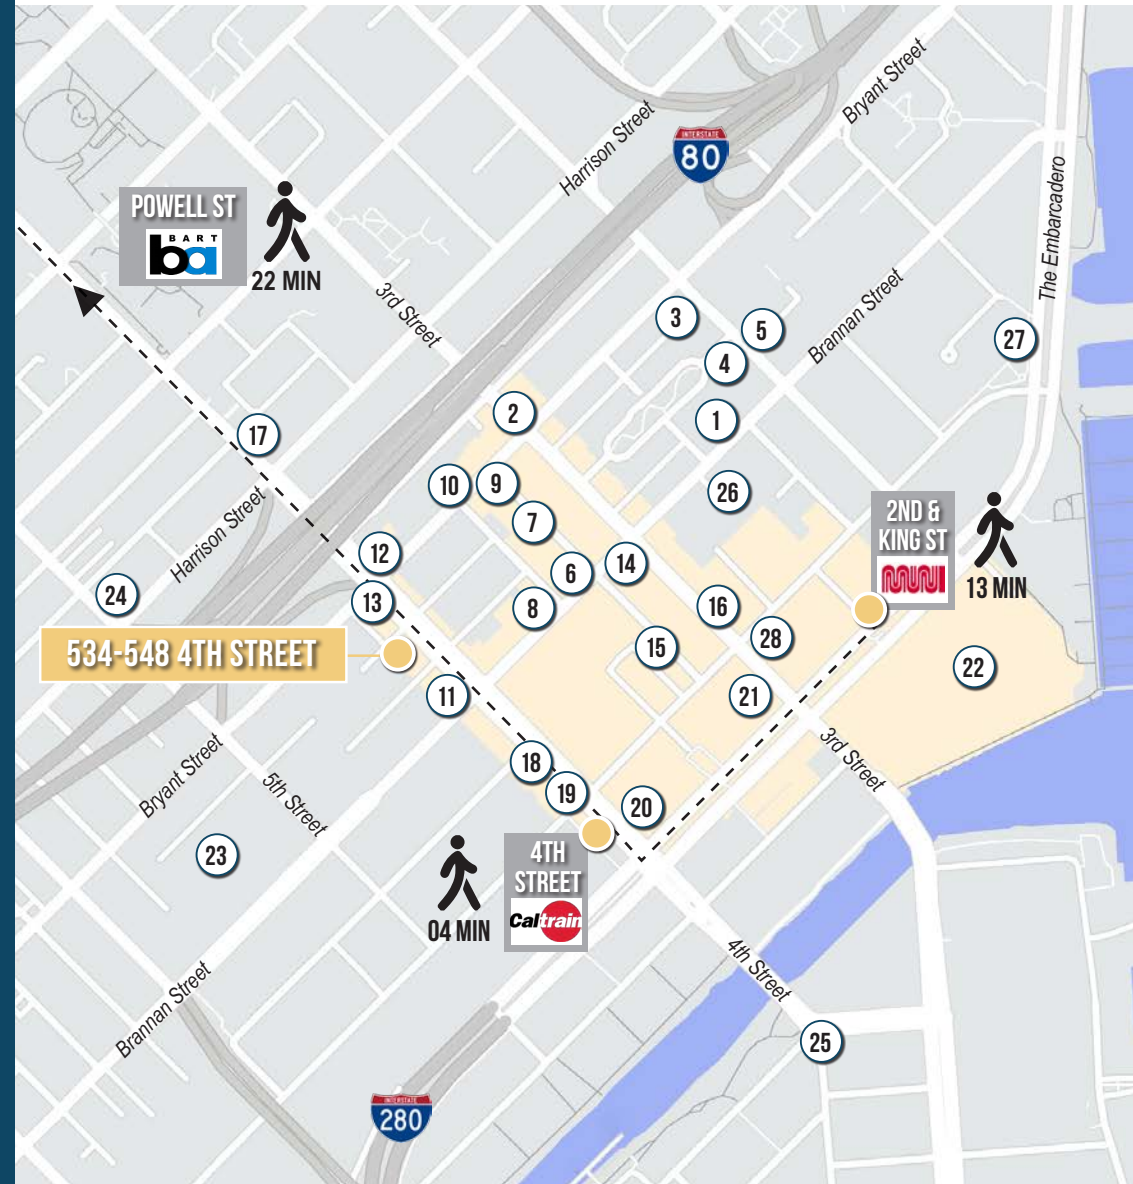 Bryant Street
Harrison Street
INTERSTATE
80
The Embarcadero
POWELL ST
BART
ba
22 MIN
3rd Street
Brannan Street
3
5
27
4
2
1
17
10
9
26
7
2ND &
KING ST
MUNI
13 MIN
Harrison Street
12
14
6
24
13
8
16
28
534-548 4TH STREET
15
22
11
21
3rd Street
Bryant Street
5th Street
18
19
20
23
4TH
STREET
Caltrain
04 MIN
4th Street
Brannan Street
25
INTERSTATE
280